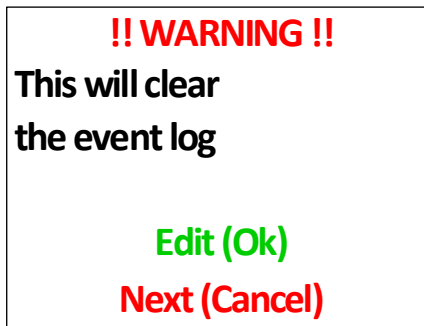 !! WARNING !!
This will clear
the event log
Edit (Ok)
Next (Cancel)